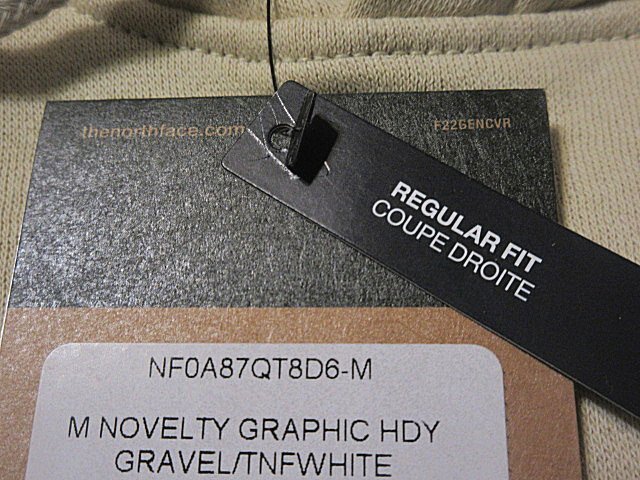 thenorthface.com
F22GENCVR
REGULAR FIT
COUPE DROITE
NF0A87QT8D6-M
M NOVELTY GRAPHIC HDY
GRAVEL/TNFWHITE